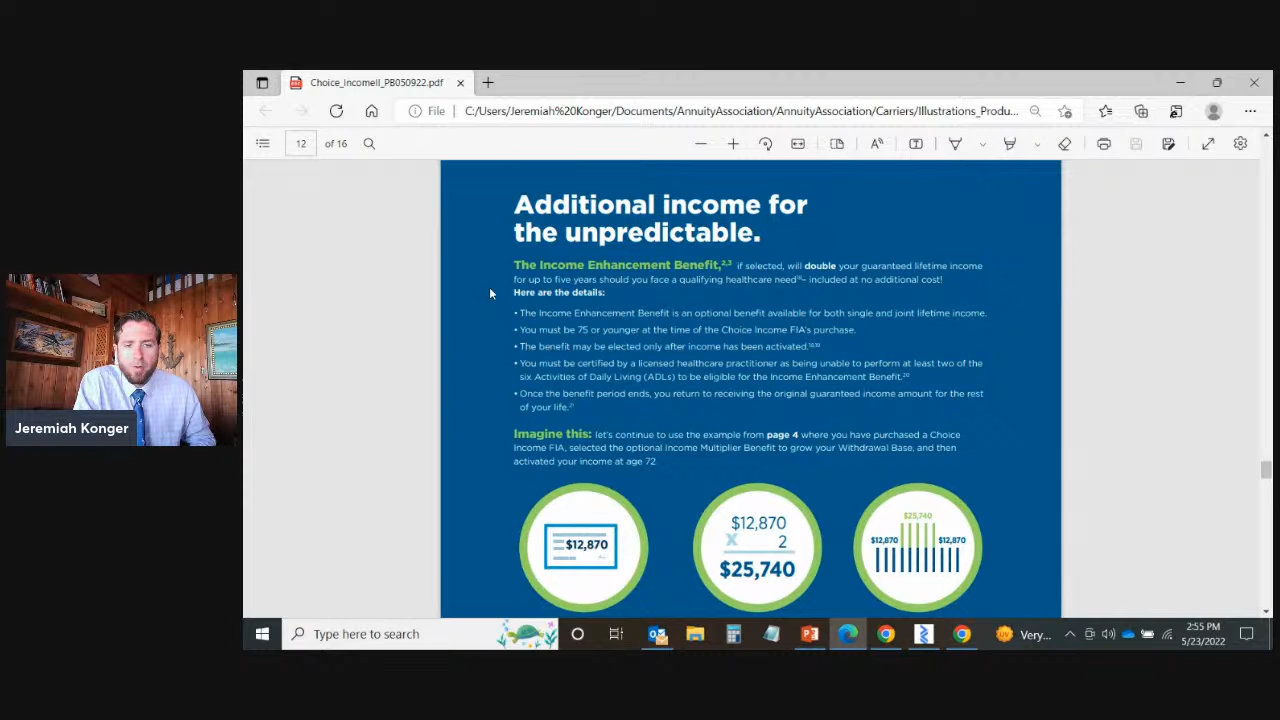 Choice_IncomeII_PB050922.pdf
File
C:/Users/Jeremiah%20Konger/Documents/AnnuityAssociation/AnnuityAssociation/Carriers/Illustrations_Produ...
12 of 16
Additional income for
the unpredictable.
The Income Enhancement Benefit,2,3 if selected, will double your guaranteed lifetime income
for up to five years should you face a qualifying healthcare need – included at no additional cost!
Here are the details:
• The Income Enhancement Benefit is an optional benefit available for both single and joint lifetime income.
• You must be 75 or younger at the time of the Choice Income FIA's purchase.
• The benefit may be elected only after income has been activated.
• You must be certified by a licensed healthcare practitioner as being unable to perform at least two of the
six Activities of Daily Living (ADLs) to be eligible for the Income Enhancement Benefit.20
• Once the benefit period ends, you return to receiving the original guaranteed income amount for the rest
of your life.21
Imagine this: let's continue to use the example from page 4 where you have purchased a Choice
Income FIA, selected the optional Income Multiplier Benefit to grow your Withdrawal Base, and then
activated your income at age 72.
$12,870
$12,870
x 2
$25,740
$25,740
$12,870 $12,870
Jeremiah Konger
Type here to search
Very...
2:55 PM
5/23/2022